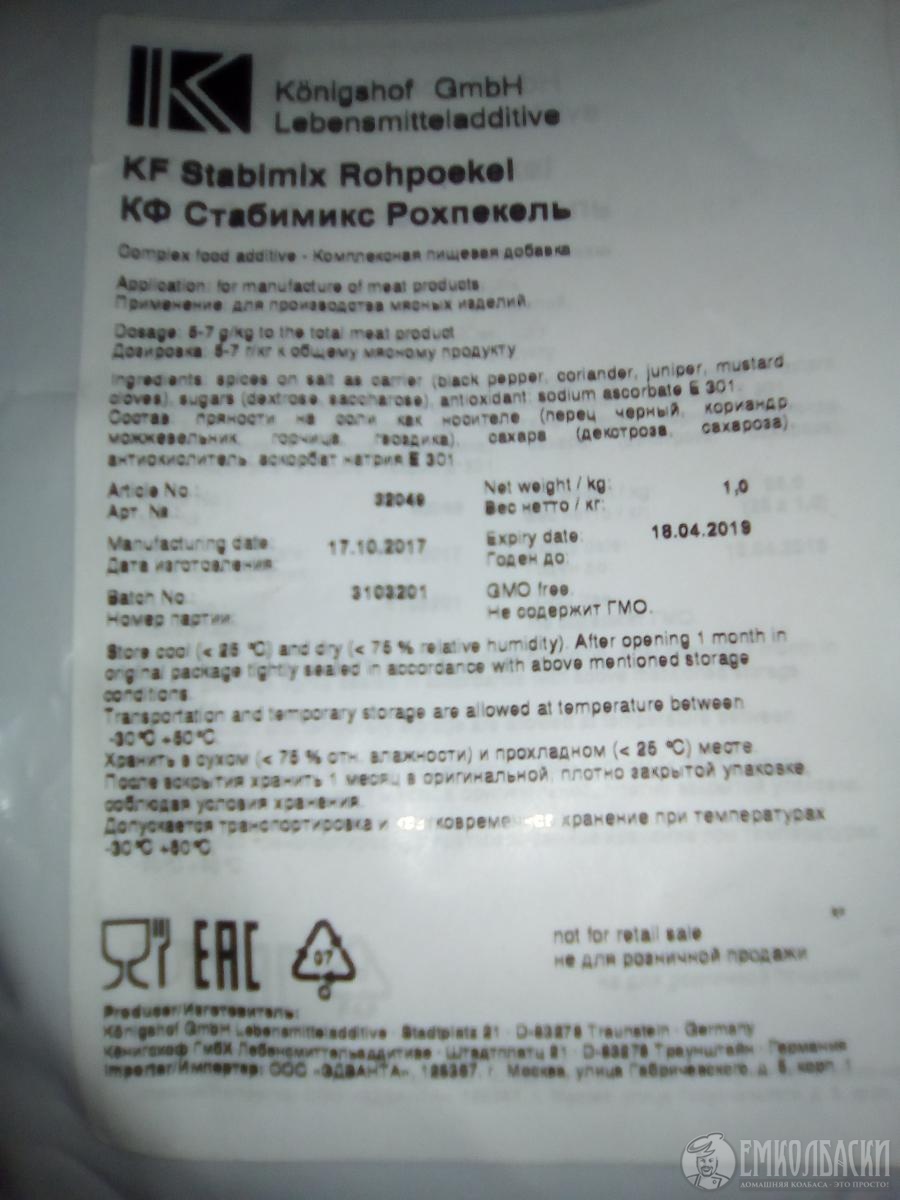 Königshof GmbH
Lebensmitteladditive
KF Stabimix Rohpoekel
КФ Стабимикс Рохпекель
Complex food additive - Комплексная пищевая добавка
Application: for manufacture of meat products
Применение: для производства мясных изделий.
Dosage: 5-7 g/kg to the total meat product
Дозировка: 5-7 г/кг к общему мясному продукту
Ingredients: spices on salt as carrier (black pepper, coriander, juniper, mustard
cloves), sugars (dextrose, saccharose), antioxidant: sodium ascorbate E 301.
Состав: пряности на соли как носителе (перец черный, кориандр
можжевельник, горчица, гвоздика), сахара (декстроза, сахароза)
антиокислитель: аскорбат натрия E 301
Article No.: 32049 Net weight / kg: 1,0
Арт. №.: Вес нетто / кг:
Manufacturing date: 17.10.2017 Expiry date: 18.04.2019
Дата изготовления: Годен до:
Batch No.: 3103201 GMO free.
Номер партии: Не содержит ГМО.
Store cool (< 25 °C) and dry (< 75 % relative humidity). After opening 1 month in
original package tightly sealed in accordance with above mentioned storage
conditions.
Transportation and temporary storage are allowed at temperature between
-30°C +50°C.
Хранить в сухом (< 75 % отн. влажности) и прохладном (< 25 °C) месте.
После вскрытия хранить 1 месяц в оригинальной, плотно закрытой упаковке,
соблюдая условия хранения.
Допускается транспортировка и кратковременное хранение при температурах
-30°C +50°C
EAC
07
not for retail sale
не для розничной продажи
Produser/Изготовитель:
Königshof GmbH Lebensmitteladditive · Stadtplatz 21 · D-83278 Traunstein · Germany
Кёнигсхоф ГмбХ Лебенсмиттельаддитиве · Штадтплатц 21 · D-83278 Траунштайн · Германия
Importer/Импортер: ООО «ЭДВАНТА», 125367, г. Москва, улица Габричевского, д. 5, корп. 1
ЕМКОЛБАСКИ
ДОМАШНЯЯ КОЛБАСА - ЭТО ПРОСТО!